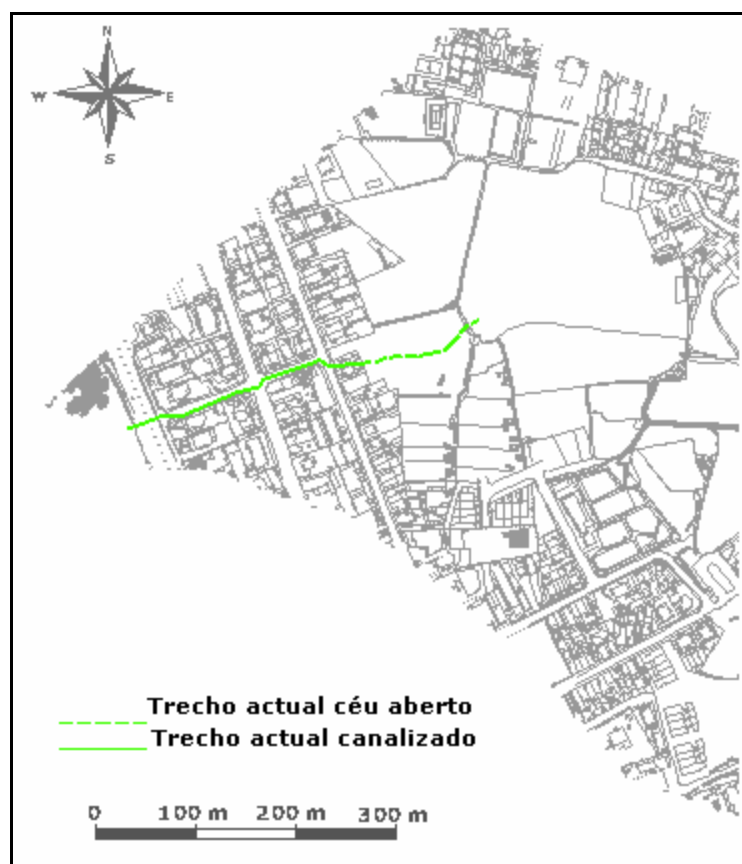 N
W E
S
Trecho actual céu aberto
Trecho actual canalizado
0 100 m 200 m 300 m